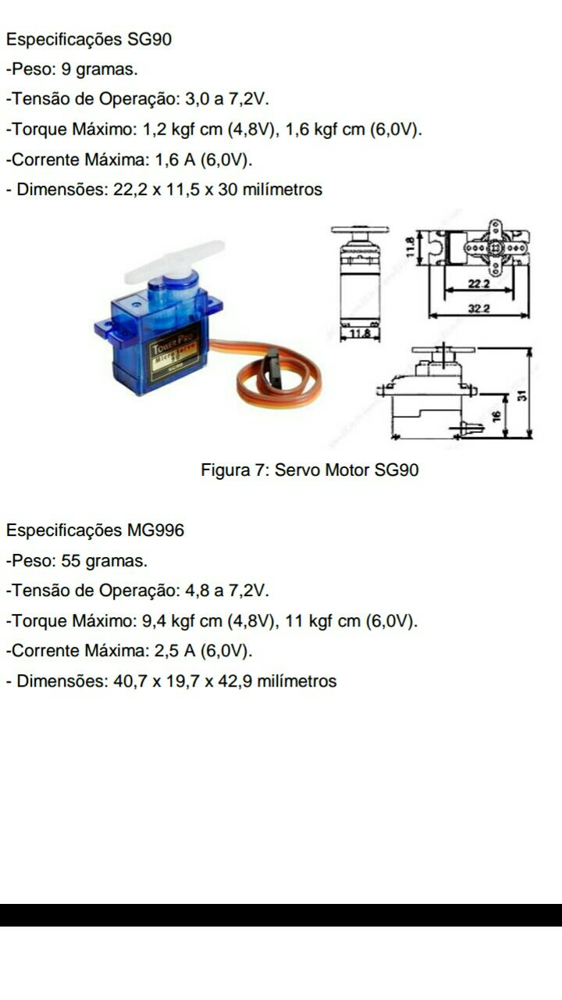 Especificações SG90
-Peso: 9 gramas.
-Tensão de Operação: 3,0 a 7,2V.
-Torque Máximo: 1,2 kgf cm (4,8V), 1,6 kgf cm (6,0V).
-Corrente Máxima: 1,6 A (6,0V).
- Dimensões: 22,2 x 11,5 x 30 milímetros
TOWER PRO
Micro Servo
SG90
11.8
11.8
22.2
32.2
31
16
Figura 7: Servo Motor SG90
Especificações MG996
-Peso: 55 gramas.
-Tensão de Operação: 4,8 a 7,2V.
-Torque Máximo: 9,4 kgf cm (4,8V), 11 kgf cm (6,0V).
-Corrente Máxima: 2,5 A (6,0V).
- Dimensões: 40,7 x 19,7 x 42,9 milímetros